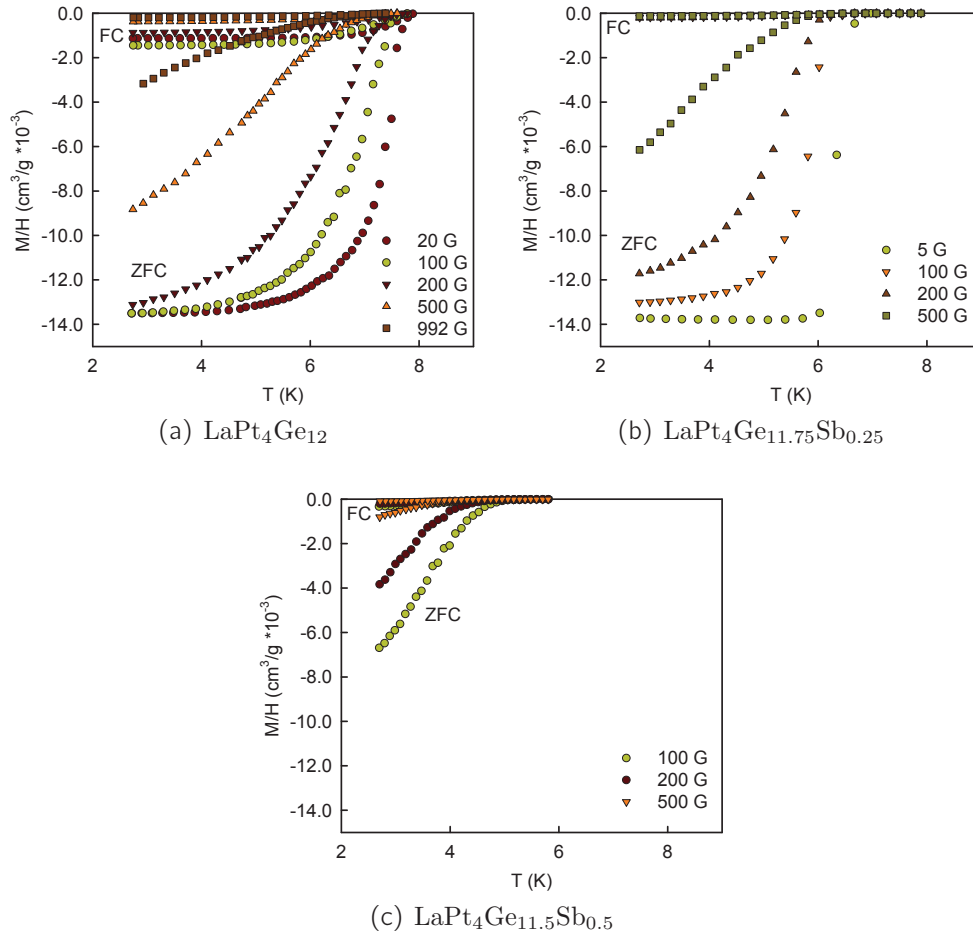 0.0
-2.0
-4.0
-6.0
-8.0
-10.0
-12.0
-14.0
M/H (cm³/g *10⁻³)
FC
ZFC
20 G
100 G
200 G
500 G
992 G
2 4 6 8
T (K)
(a) LaPt₄Ge₁₂
0.0
-2.0
-4.0
-6.0
-8.0
-10.0
-12.0
-14.0
M/H (cm³/g *10⁻³)
FC
ZFC
5 G
100 G
200 G
500 G
2 4 6 8
T (K)
(b) LaPt₄Ge₁₁.₇₅Sb₀.₂₅
0.0
-2.0
-4.0
-6.0
-8.0
-10.0
-12.0
-14.0
M/H (cm³/g *10⁻³)
FC
ZFC
100 G
200 G
500 G
2 4 6 8
T (K)
(c) LaPt₄Ge₁₁.₅Sb₀.₅